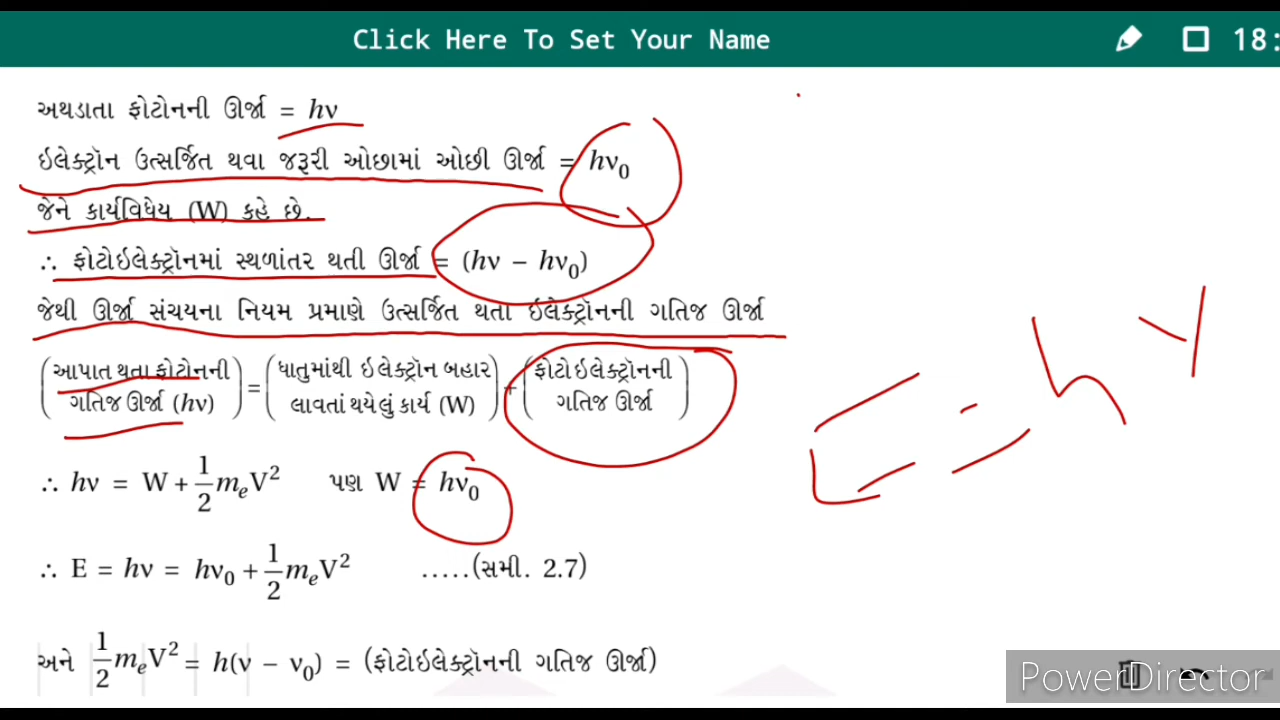 Click Here To Set Your Name 18:
અથડાતા ફોટોનની ઊર્જા = hν
ઇલેક્ટ્રૉન ઉત્સર્જિત થવા જરૂરી ઓછામાં ઓછી ઊર્જા = hν₀
જેને કાર્યવિધેય (W) કહે છે.
∴ ફોટોઇલેક્ટ્રૉનમાં સ્થળાંતર થતી ઊર્જા = (hν − hν₀)
જેથી ઊર્જા સંચયના નિયમ પ્રમાણે ઉત્સર્જિત થતા ઇલેક્ટ્રૉનની ગતિજ ઊર્જા
(આપાત થતા ફોટોનની ગતિજ ઊર્જા (hν)) = (ધાતુમાંથી ઇલેક્ટ્રૉન બહાર લાવતાં થયેલું કાર્ય (W)) + (ફોટોઇલેક્ટ્રૉનની ગતિજ ઊર્જા)
E = hν
∴ hν = W + 1/2 mₑV² પણ W = hν₀
∴ E = hν = hν₀ + 1/2 mₑV² .....(સમી. 2.7)
અને 1/2 mₑV² = h(ν − ν₀) = (ફોટોઇલેક્ટ્રૉનની ગતિજ ઊર્જા)
PowerDirector